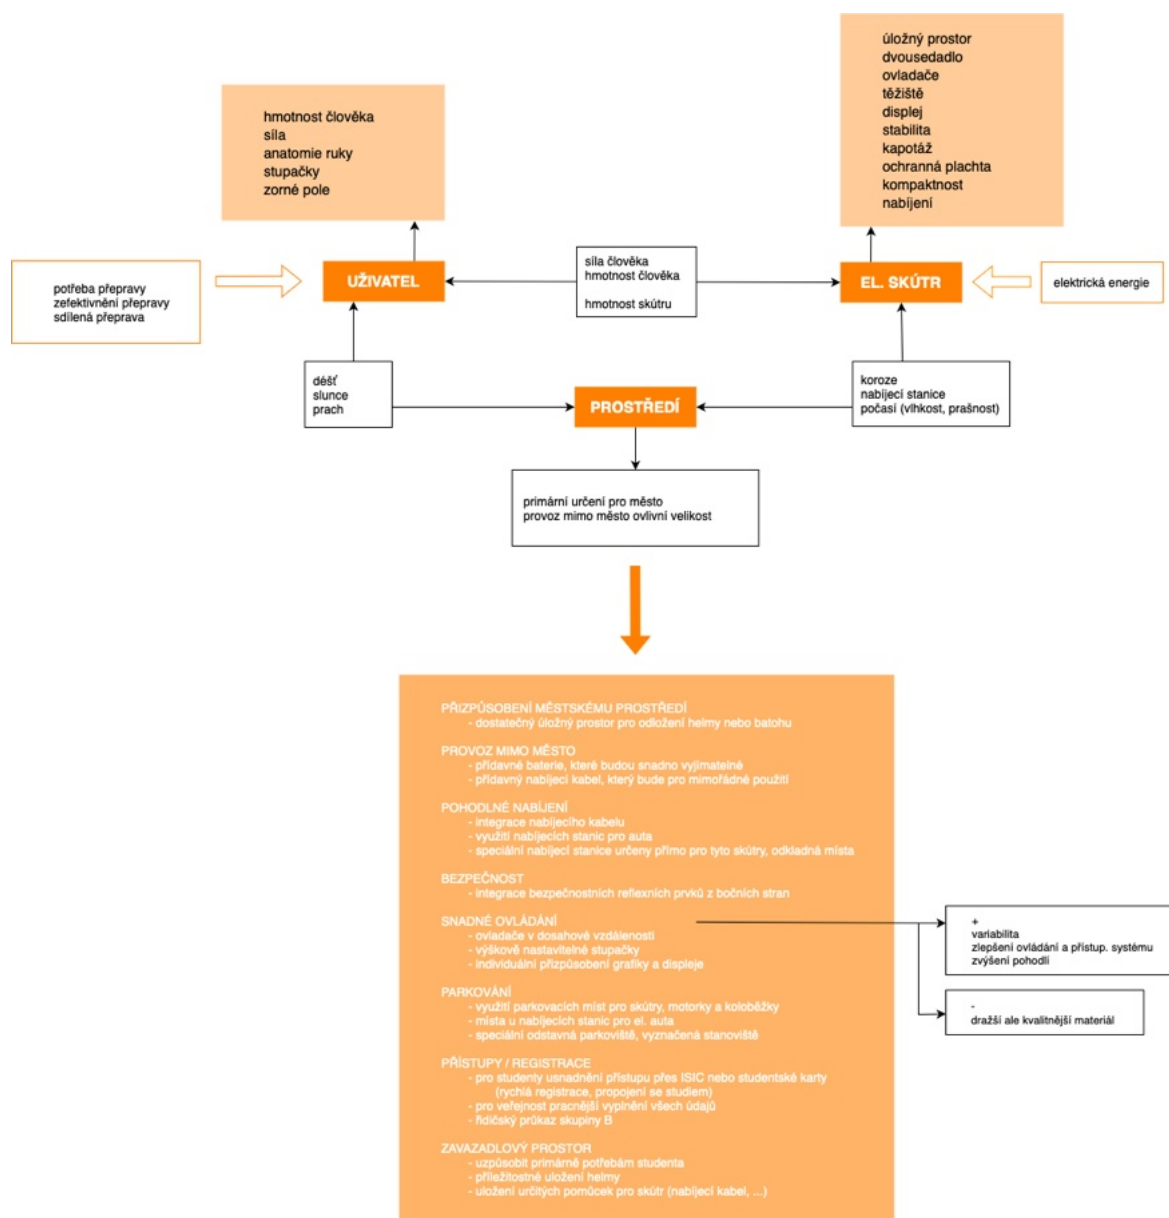 úložný prostor
dvousedadlo
ovladače
těžiště
displej
stabilita
kapotáž
ochranná plachta
kompaktnost
nabíjení
hmotnost člověka
síla
anatomie ruky
stupačky
zorné pole
potřeba přepravy
zefektivnění přepravy
sdílená přeprava
UŽIVATEL
síla člověka
hmotnost člověka
hmotnost skútru
EL. SKÚTR
elektrická energie
déšť
slunce
prach
PROSTŘEDÍ
koroze
nabíjecí stanice
počasí (vlhkost, prašnost)
primární určení pro město
provoz mimo město ovlivní velikost
PŘIZPŮSOBENÍ MĚSTSKÉMU PROSTŘEDÍ
- dostatečný úložný prostor pro odložení helmy nebo batohu
PROVOZ MIMO MĚSTO
- přídavné baterie, které budou snadno vyjímatelné
- přídavný nabíjecí kabel, který bude pro mimořádné použití
POHODLNÉ NABÍJENÍ
- integrace nabíjecího kabelu
- využití nabíjecích stanic pro auta
- speciální nabíjecí stanice určeny přímo pro tyto skútry, odkladná místa
BEZPEČNOST
- integrace bezpečnostních reflexních prvků z bočních stran
SNADNÉ OVLÁDÁNÍ
- ovladače v dosahové vzdálenosti
- výškově nastavitelné stupačky
- individuální přizpůsobení grafiky a displeje
+
variabilita
zlepšení ovládání a přístup. systému
zvýšení pohodlí
-
dražší ale kvalitnější materiál
PARKOVÁNÍ
- využití parkovacích míst pro skútry, motorky a koloběžky
- místa u nabíjecích stanic pro el. auta
- speciální odstavná parkoviště, vyznačená stanoviště
PŘÍSTUPY / REGISTRACE
- pro studenty usnadnění přístupu přes ISIC nebo studentské karty
(rychlá registrace, propojení se studiem)
- pro veřejnost pracnější vyplnění všech údajů
- řidičský průkaz skupiny B
ZAVAZADLOVÝ PROSTOR
- uzpůsobit primárně potřebám studenta
- příležitostné uložení helmy
- uložení určitých pomůcek pro skútr (nabíjecí kabel, ...)